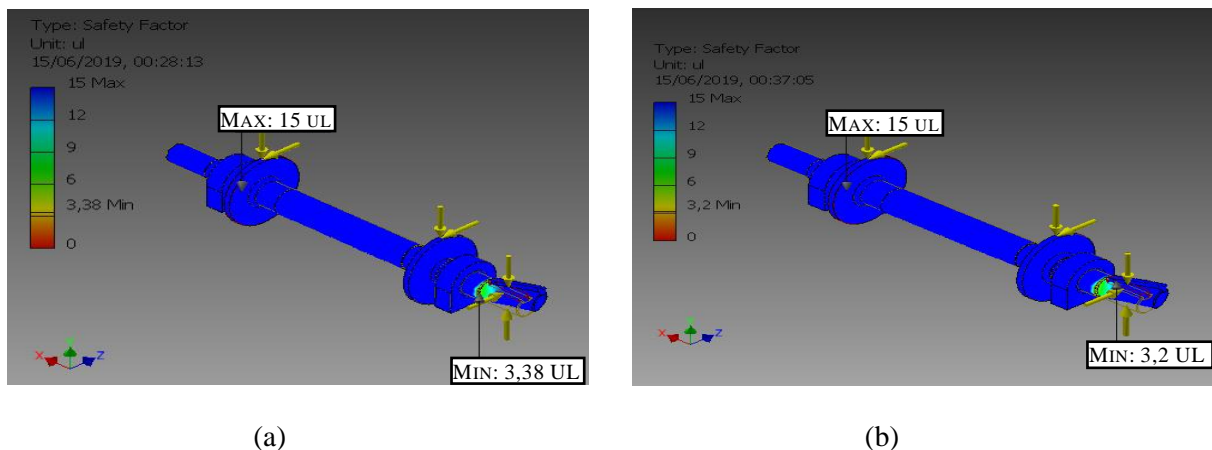 Type: Safety Factor
Unit: ul
15/06/2019, 00:28:13
15 Max
12
9
6
3,38 Min
0
MAX: 15 UL
MIN: 3,38 UL
X
Y
Z
(a)
Type: Safety Factor
Unit: ul
15/06/2019, 00:37:05
15 Max
12
9
6
3,2 Min
0
MAX: 15 UL
MIN: 3,2 UL
X
Z
(b)